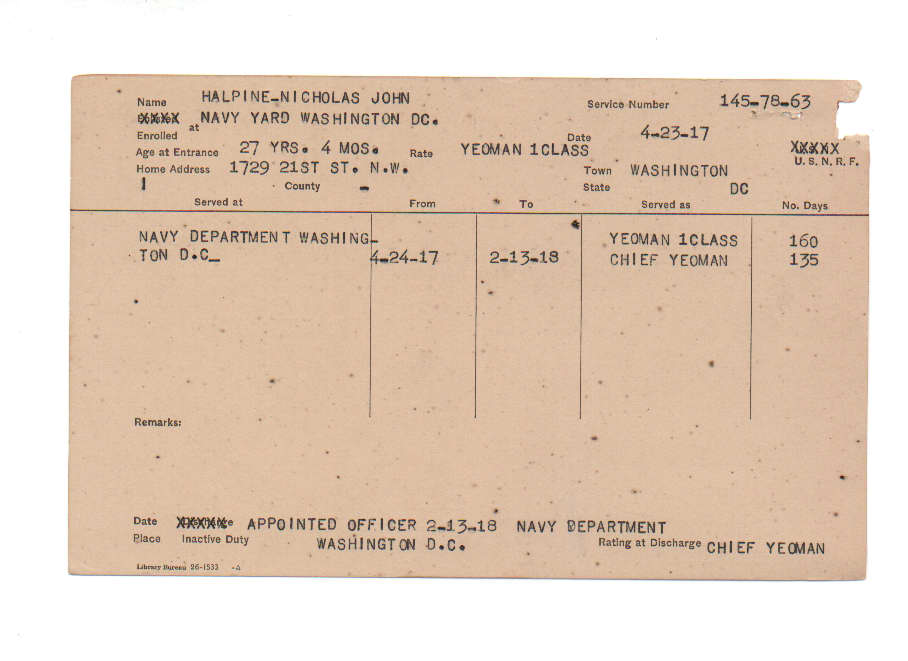 Name HALPINE-NICHOLAS JOHN Service Number 145-78-63
XXXX at NAVY YARD WASHINGTON DC.
Enrolled Date 4-23-17
Age at Entrance 27 YRS. 4 MOS. Rate YEOMAN 1CLASS XXXXX
U. S. N. R. F.
Home Address 1729 21ST ST. N.W. Town WASHINGTON
County - State DC
Served at From To Served as No. Days
NAVY DEPARTMENT WASHING- YEOMAN 1CLASS 160
TON D.C_ 4-24-17 2-13-18 CHIEF YEOMAN 135
Remarks:
Date XXXXX APPOINTED OFFICER 2-13-18 NAVY DEPARTMENT
Place Inactive Duty WASHINGTON D.C. Rating at Discharge CHIEF YEOMAN
Library Bureau 26-1533 -A